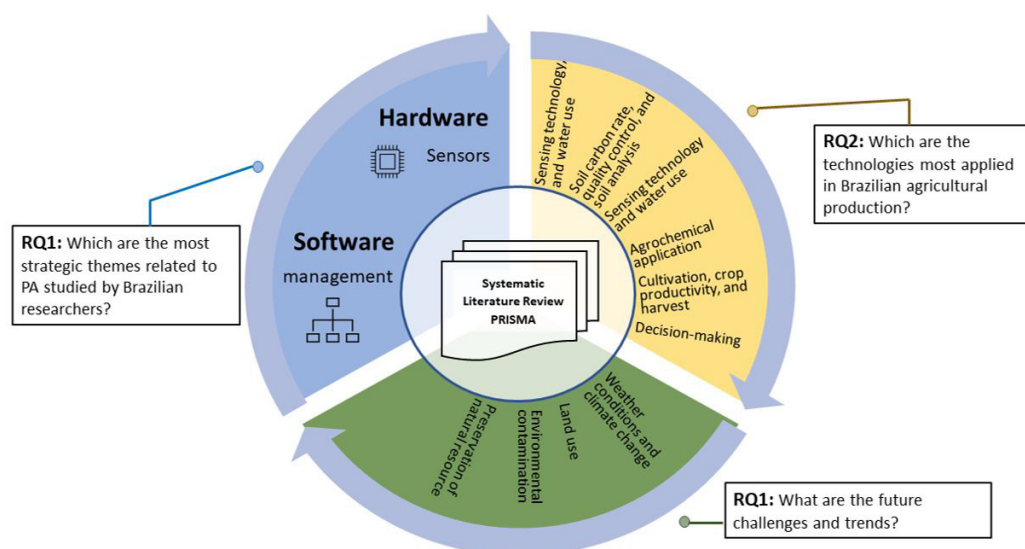 Hardware
Sensors
Software
management
RQ1: Which are the most
strategic themes related to
PA studied by Brazilian
researchers?
Sensing technology,
and water use
Soil carbon rate,
quality control, and
soil analysis
Sensing technology
and water use
Agrochemical
application
Cultivation, crop
productivity, and
harvest
Decision-making
RQ2: Which are the
technologies most applied
in Brazilian agricultural
production?
Systematic
Literature Review
PRISMA
Weather
conditions and
climate change
Land use
Environmental
contamination
Preservation of
natural resource
RQ1: What are the future
challenges and trends?